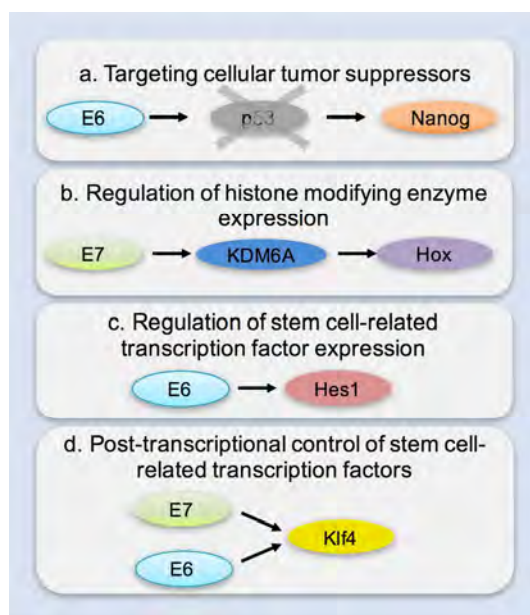 a. Targeting cellular tumor suppressors
E6 p53 Nanog
b. Regulation of histone modifying enzyme
expression
E7 KDM6A Hox
c. Regulation of stem cell-related
transcription factor expression
E6 Hes1
d. Post-transcriptional control of stem cell-
related transcription factors
E7
Klf4
E6